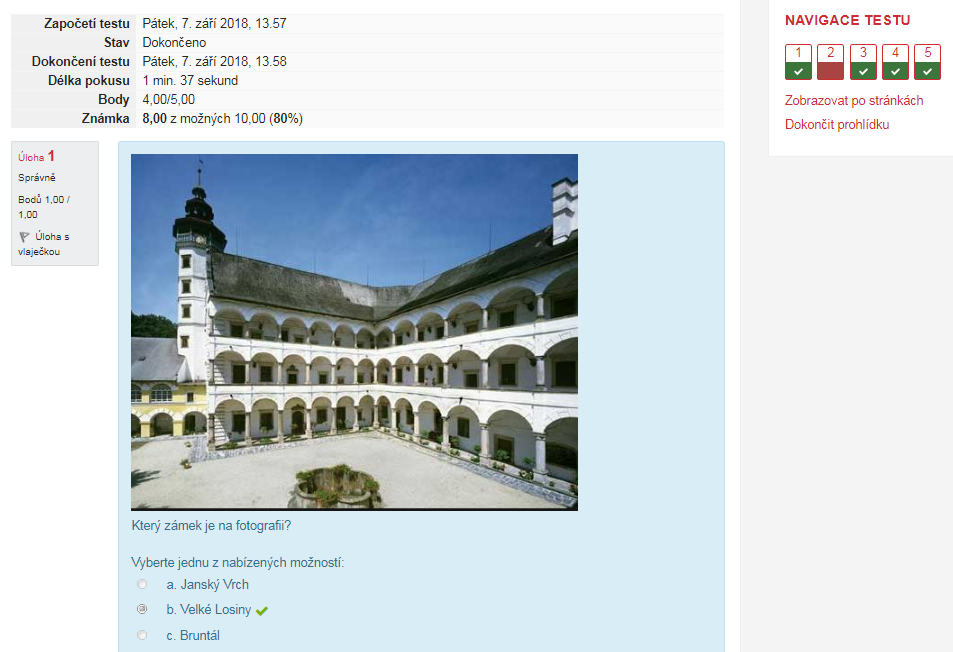 Započetí testu Pátek, 7. září 2018, 13.57
Stav Dokončeno
Dokončení testu Pátek, 7. září 2018, 13.58
Délka pokusu 1 min. 37 sekund
Body 4,00/5,00
Známka 8,00 z možných 10,00 (80%)
Úloha 1
Správně
Bodů 1,00 /
1,00
Úloha s
vlaječkou
Který zámek je na fotografii?
Vyberte jednu z nabízených možností:
a. Janský Vrch
b. Velké Losiny
c. Bruntál
NAVIGACE TESTU
1 2 3 4 5
Zobrazovat po stránkách
Dokončit prohlídku